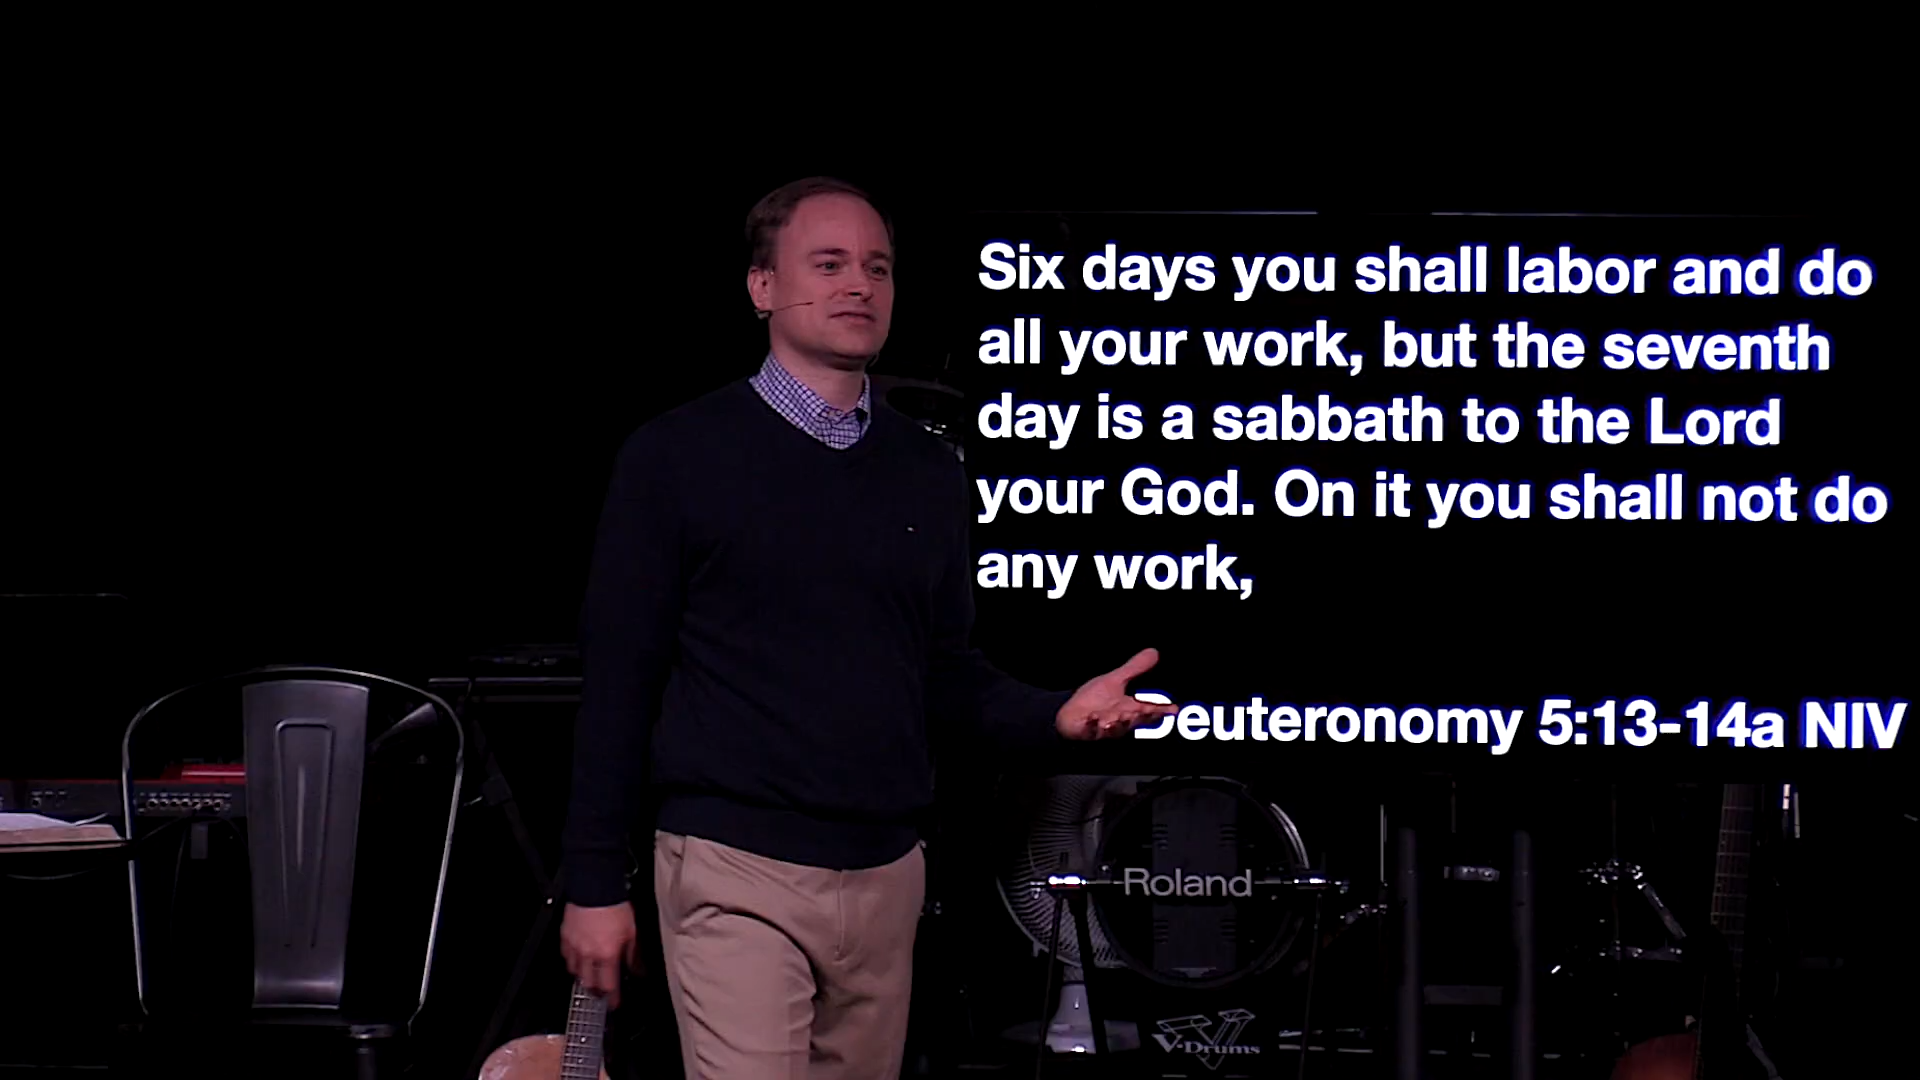 Six days you shall labor and do
all your work, but the seventh
day is a sabbath to the Lord
your God. On it you shall not do
any work,
Deuteronomy 5:13-14a NIV
Roland
V-Drums